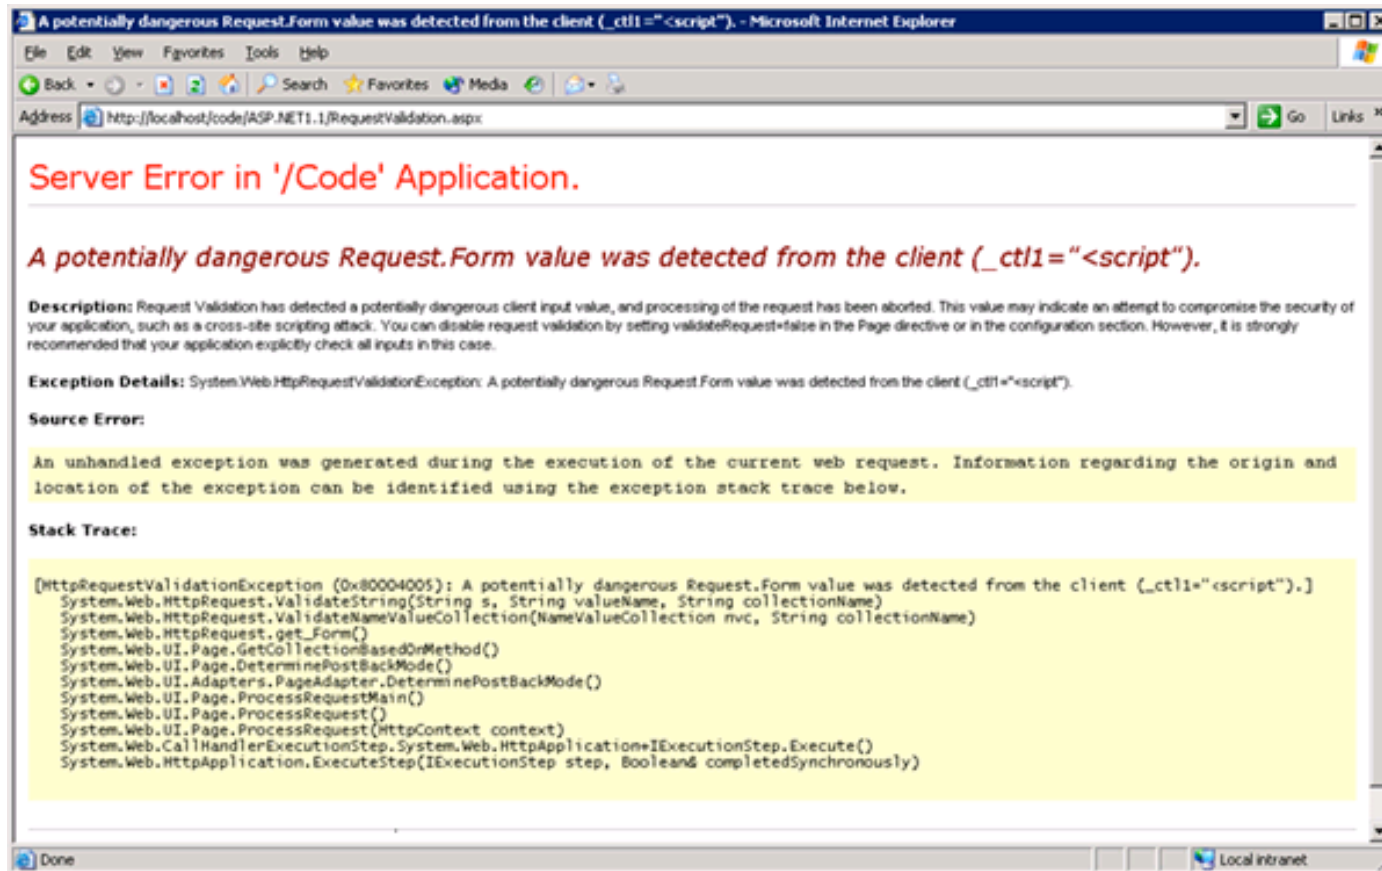 A potentially dangerous Request.Form value was detected from the client (_ctl1="<script"). - Microsoft Internet Explorer
File Edit View Favorites Tools Help
Back Search Favorites Media
Address http://localhost/code/ASP.NET1.1/RequestValidation.aspx Go Links »
Server Error in '/Code' Application.
A potentially dangerous Request.Form value was detected from the client (_ctl1="<script").
Description: Request Validation has detected a potentially dangerous client input value, and processing of the request has been aborted. This value may indicate an attempt to compromise the security of
your application, such as a cross-site scripting attack. You can disable request validation by setting validateRequest=false in the Page directive or in the configuration section. However, it is strongly
recommended that your application explicitly check all inputs in this case.
Exception Details: System.Web.HttpRequestValidationException: A potentially dangerous Request.Form value was detected from the client (_ctl1="<script").
Source Error:
An unhandled exception was generated during the execution of the current web request. Information regarding the origin and
location of the exception can be identified using the exception stack trace below.
Stack Trace:
[HttpRequestValidationException (0x80004005): A potentially dangerous Request.Form value was detected from the client (_ctl1="<script").]
System.Web.HttpRequest.ValidateString(String s, String valueName, String collectionName)
System.Web.HttpRequest.ValidateNameValueCollection(NameValueCollection nvc, String collectionName)
System.Web.HttpRequest.get_Form()
System.Web.UI.Page.GetCollectionBasedOnMethod()
System.Web.UI.Page.DeterminePostBackMode()
System.Web.UI.Adapters.PageAdapter.DeterminePostBackMode()
System.Web.UI.Page.ProcessRequestMain()
System.Web.UI.Page.ProcessRequest()
System.Web.UI.Page.ProcessRequest(HttpContext context)
System.Web.CallHandlerExecutionStep.System.Web.HttpApplication+IExecutionStep.Execute()
System.Web.HttpApplication.ExecuteStep(IExecutionStep step, Boolean& completedSynchronously)
Done Local intranet